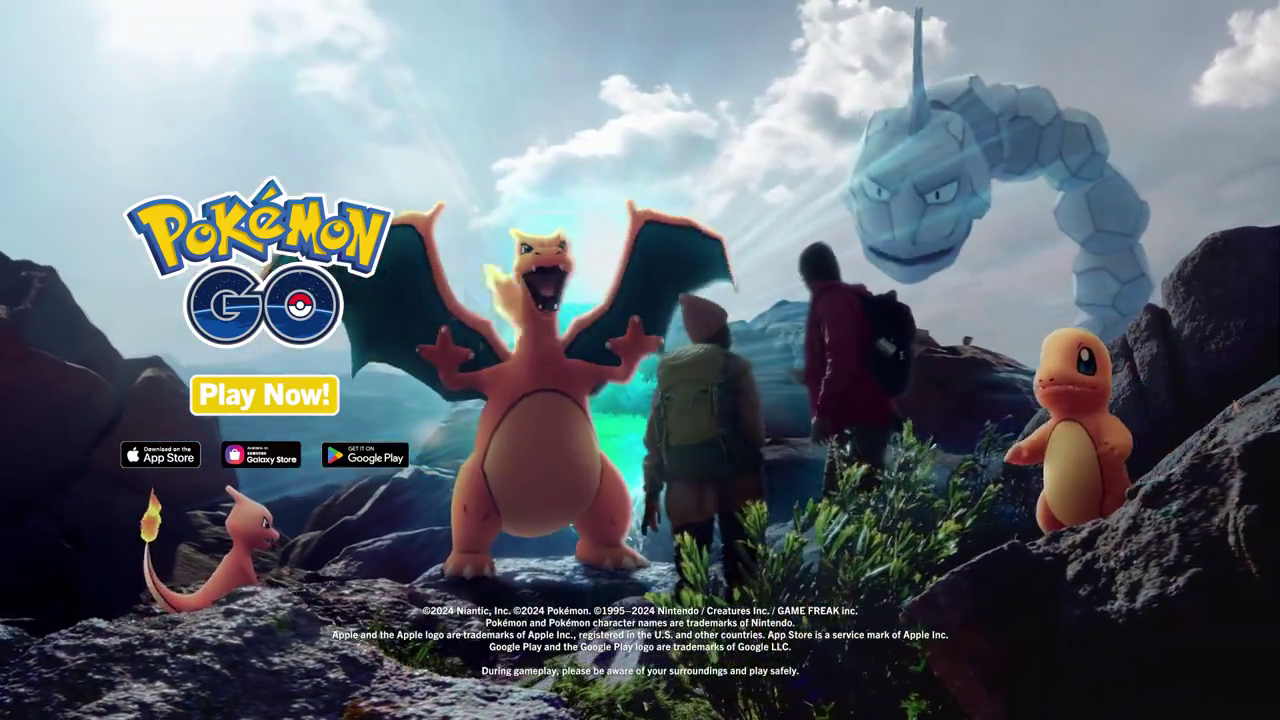 POKéMON
GO
Play Now!
Download on the
App Store
Available on
SAMSUNG
Galaxy Store
GET IT ON
Google Play
©2024 Niantic, Inc. ©2024 Pokémon. ©1995–2024 Nintendo / Creatures Inc. / GAME FREAK inc.
Pokémon and Pokémon character names are trademarks of Nintendo.
Apple and the Apple logo are trademarks of Apple Inc., registered in the U.S. and other countries. App Store is a service mark of Apple Inc.
Google Play and the Google Play logo are trademarks of Google LLC.
During gameplay, please be aware of your surroundings and play safely.